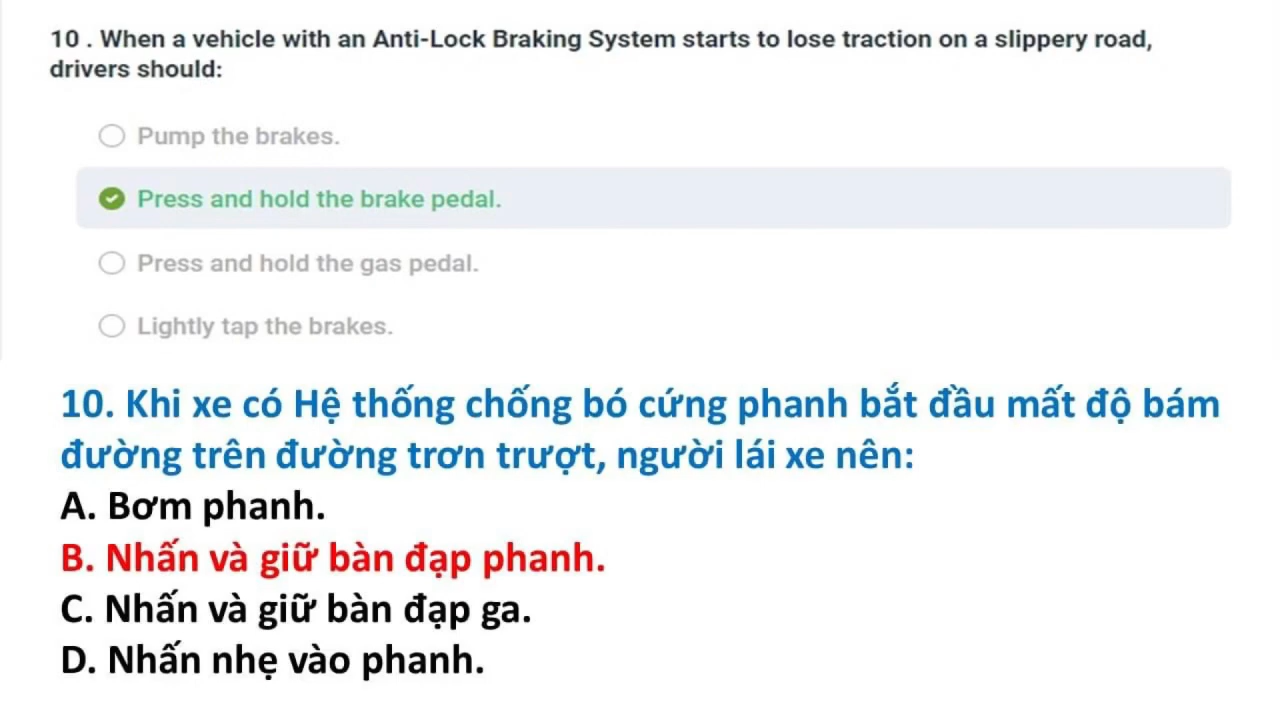 10 . When a vehicle with an Anti-Lock Braking System starts to lose traction on a slippery road,
drivers should:
Pump the brakes.
Press and hold the brake pedal.
Press and hold the gas pedal.
Lightly tap the brakes.
10. Khi xe có Hệ thống chống bó cứng phanh bắt đầu mất độ bám
đường trên đường trơn trượt, người lái xe nên:
A. Bơm phanh.
B. Nhấn và giữ bàn đạp phanh.
C. Nhấn và giữ bàn đạp ga.
D. Nhấn nhẹ vào phanh.